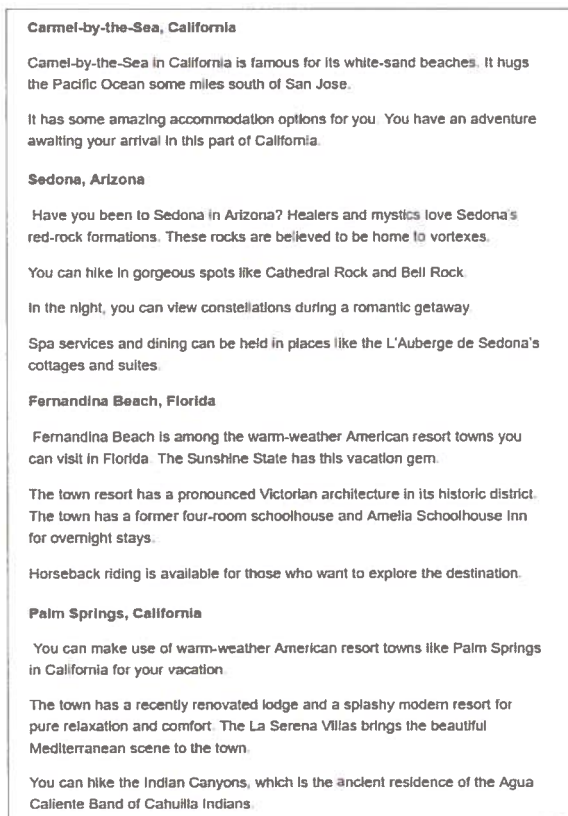 Carmel-by-the-Sea, California
Camel-by-the-Sea in California is famous for its white-sand beaches. It hugs
the Pacific Ocean some miles south of San Jose.
It has some amazing accommodation options for you. You have an adventure
awaiting your arrival in this part of California.
Sedona, Arizona
Have you been to Sedona in Arizona? Healers and mystics love Sedona's
red-rock formations. These rocks are believed to be home to vortexes.
You can hike in gorgeous spots like Cathedral Rock and Bell Rock.
In the night, you can view constellations during a romantic getaway.
Spa services and dining can be held in places like the L'Auberge de Sedona's
cottages and suites.
Fernandina Beach, Florida
Fernandina Beach is among the warm-weather American resort towns you
can visit in Florida. The Sunshine State has this vacation gem.
The town resort has a pronounced Victorian architecture in its historic district.
The town has a former four-room schoolhouse and Amelia Schoolhouse Inn
for overnight stays.
Horseback riding is available for those who want to explore the destination.
Palm Springs, California
You can make use of warm-weather American resort towns like Palm Springs
in California for your vacation.
The town has a recently renovated lodge and a splashy modern resort for
pure relaxation and comfort. The La Serena Villas brings the beautiful
Mediterranean scene to the town.
You can hike the Indian Canyons, which is the ancient residence of the Agua
Caliente Band of Cahuilla Indians.